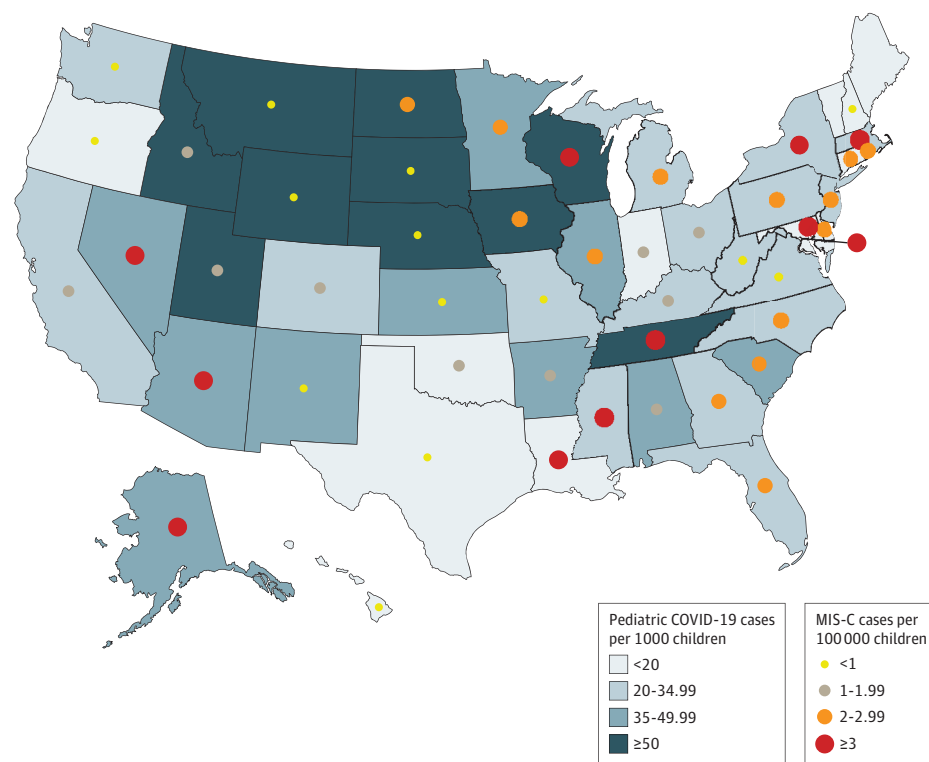 Pediatric COVID-19 cases
per 1000 children
<20
20-34.99
35-49.99
≥50
MIS-C cases per
100 000 children
<1
1-1.99
2-2.99
≥3